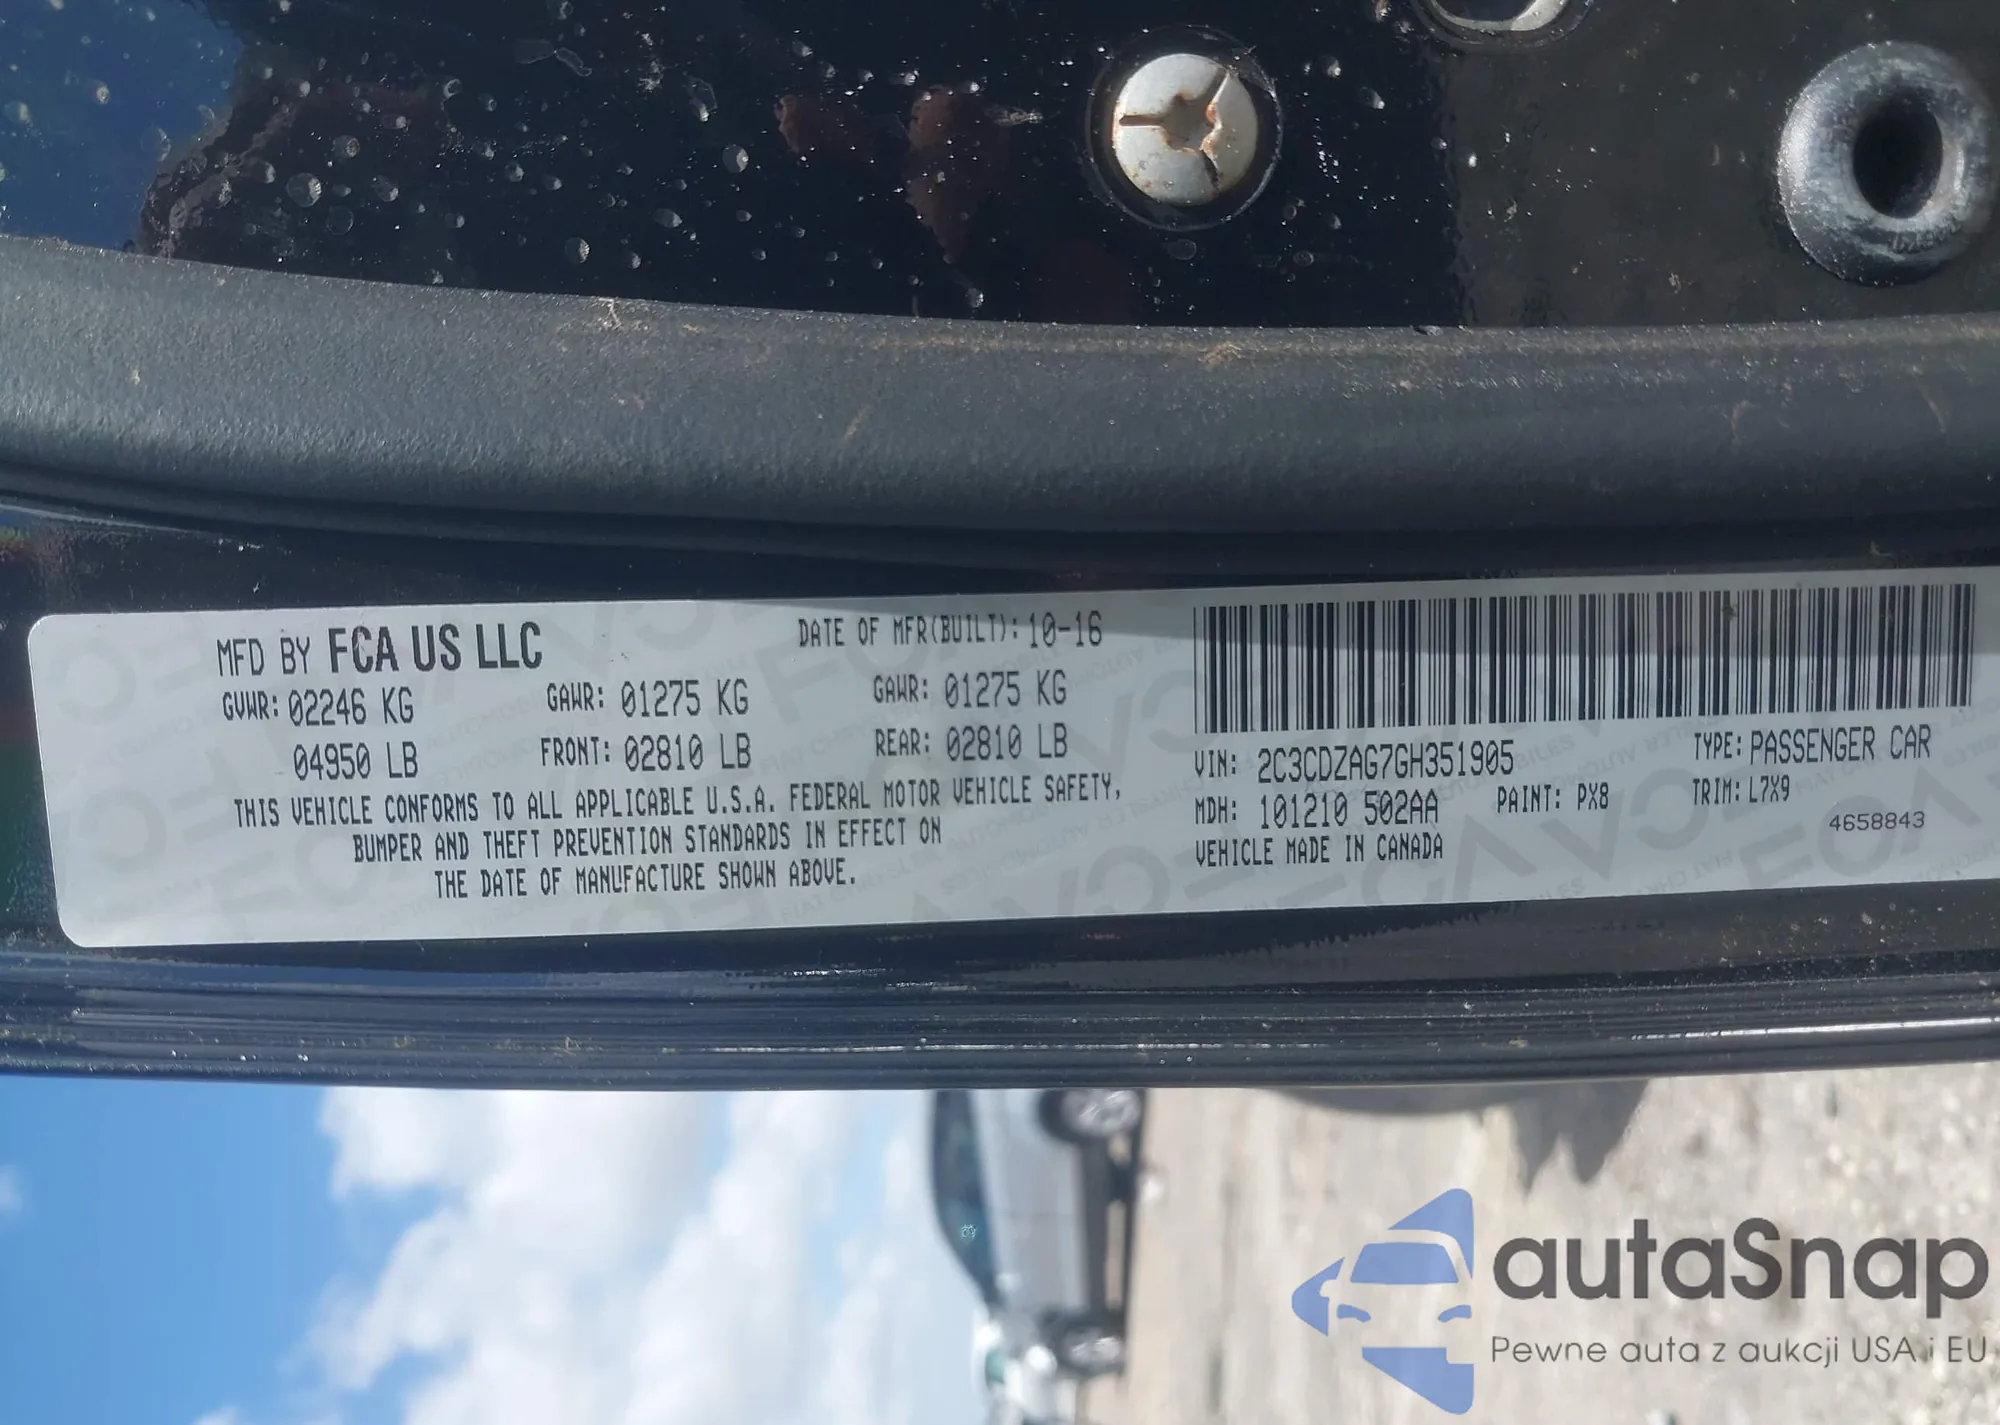 MFD BY FCA US LLC
DATE OF MFR(BUILT): 10-16
GVWR: 02246 KG
GAWR: 01275 KG
GAWR: 01275 KG
04950 LB
FRONT: 02810 LB
REAR: 02810 LB
THIS VEHICLE CONFORMS TO ALL APPLICABLE U.S.A. FEDERAL MOTOR VEHICLE SAFETY,
BUMPER AND THEFT PREVENTION STANDARDS IN EFFECT ON
THE DATE OF MANUFACTURE SHOWN ABOVE.
VIN: 2C3CDZAG7GH351905
TYPE: PASSENGER CAR
MDH: 101210 502AA
PAINT: PX8
TRIM: L7X9
VEHICLE MADE IN CANADA
4658843
autaSnap
Pewne auta z aukcji USA i EU